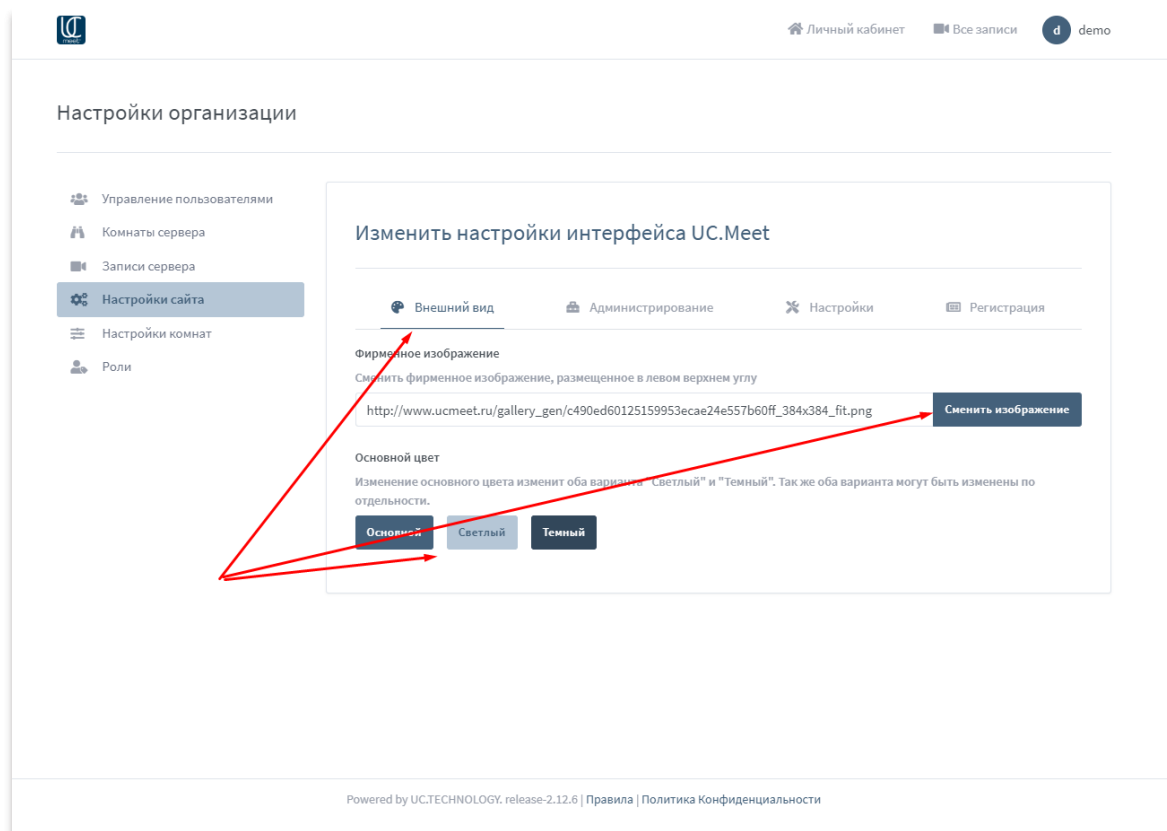 UC
meet
Личный кабинет
Все записи
d demo
Настройки организации
Управление пользователями
Комнаты сервера
Записи сервера
Настройки сайта
Настройки комнат
Роли
Изменить настройки интерфейса UC.Meet
Внешний вид
Администрирование
Настройки
Регистрация
Фирменное изображение
Сменить фирменное изображение, размещенное в левом верхнем углу
http://www.ucmeet.ru/gallery_gen/c490ed60125159953ecae24e557b60ff_384x384_fit.png
Сменить изображение
Основной цвет
Изменение основного цвета изменит оба варианта "Светлый" и "Темный". Так же оба варианта могут быть изменены по
отдельности.
Основной
Светлый
Темный
Powered by UC.TECHNOLOGY. release-2.12.6 | Правила | Политика Конфиденциальности